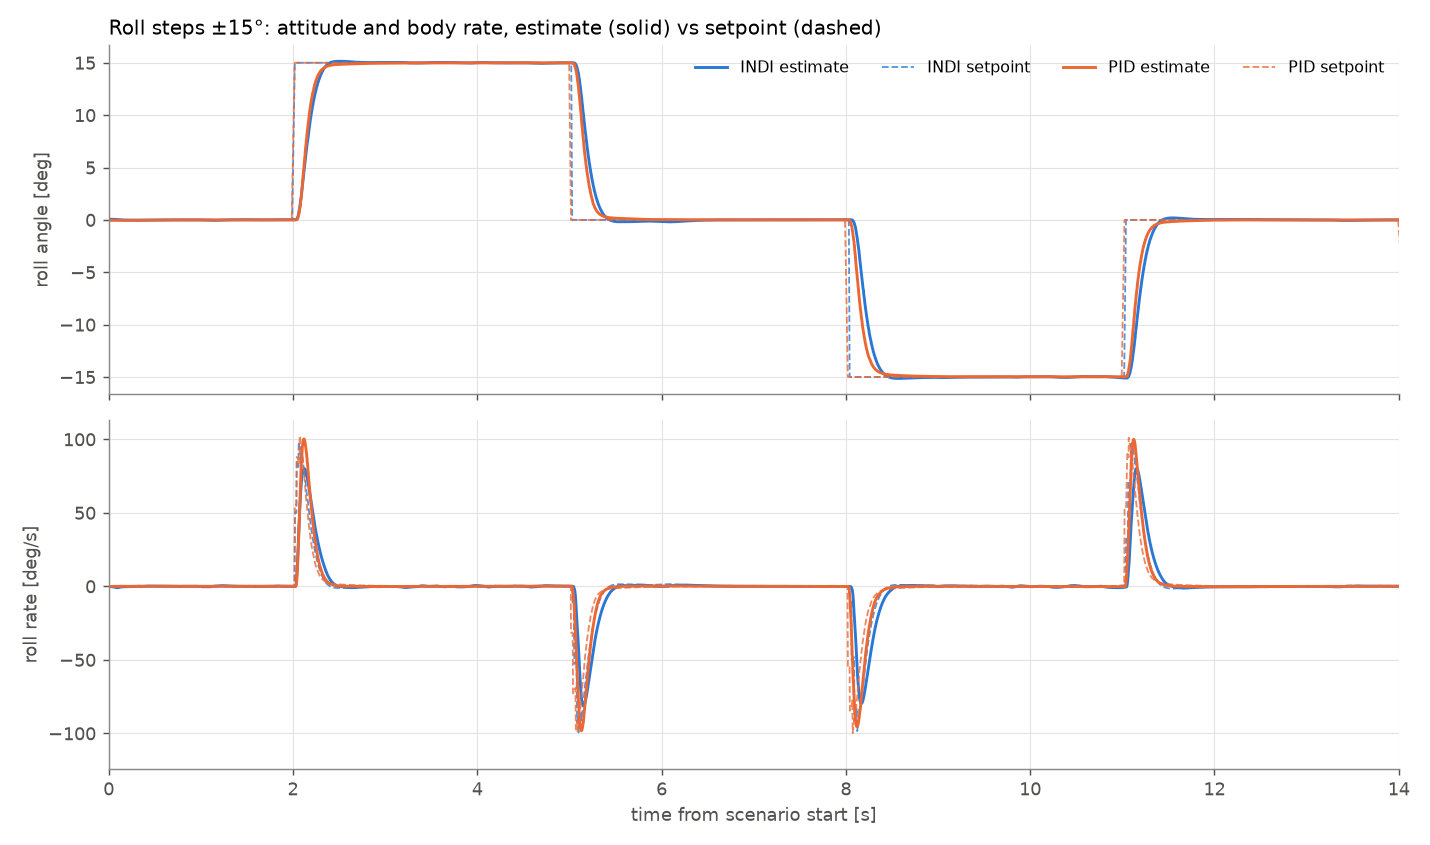 Roll steps ±15°: attitude and body rate, estimate (solid) vs setpoint (dashed)
INDI estimate INDI setpoint PID estimate PID setpoint
15
10
5
0
−5
−10
−15
roll angle [deg]
100
50
0
−50
−100
roll rate [deg/s]
0 2 4 6 8 10 12 14
time from scenario start [s]